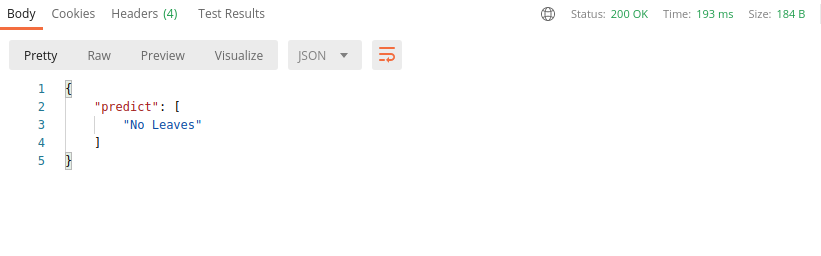 Body Cookies Headers (4) Test Results Status: 200 OK Time: 193 ms Size: 184 B
Pretty Raw Preview Visualize JSON
1 {
2 "predict": [
3 "No Leaves"
4 ]
5 }